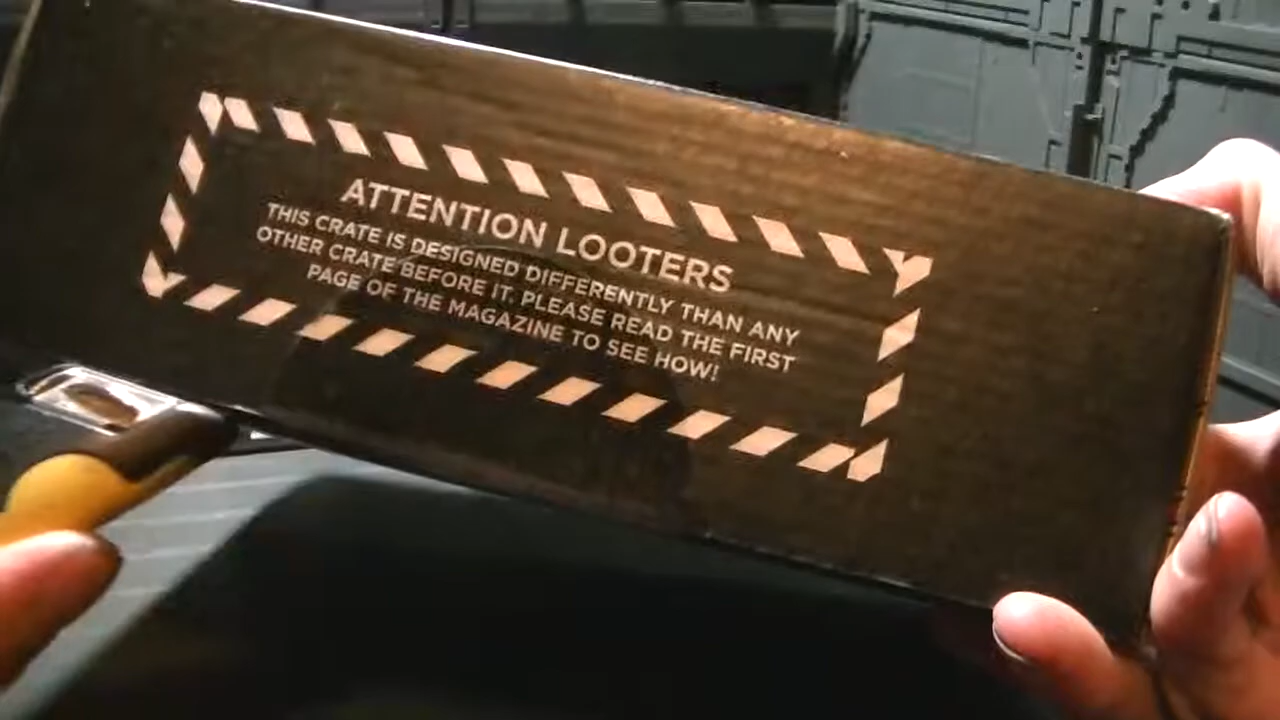 ATTENTION LOOTERS
THIS CRATE IS DESIGNED DIFFERENTLY THAN ANY
OTHER CRATE BEFORE IT. PLEASE READ THE FIRST
PAGE OF THE MAGAZINE TO SEE HOW!